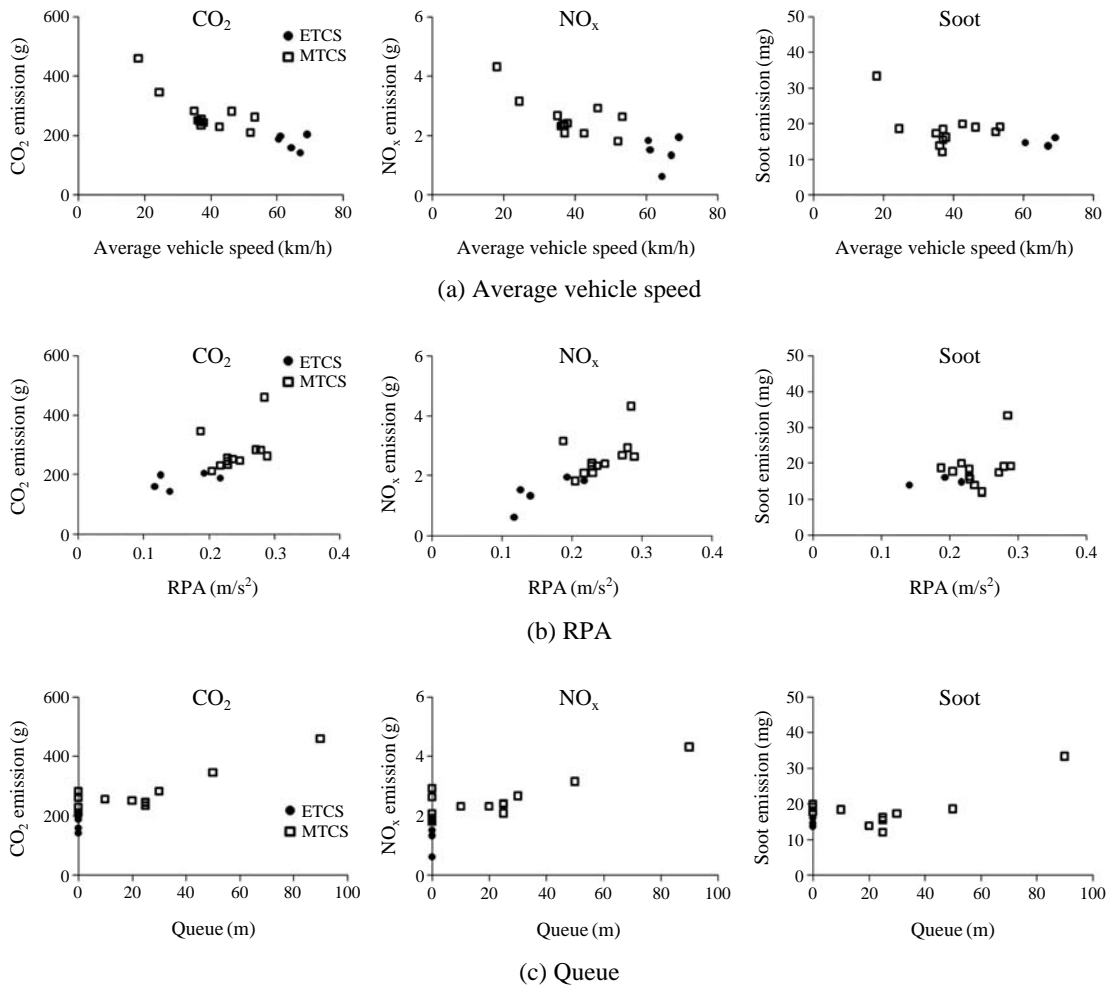 CO₂
NOₓ
Soot
CO₂ emission (g)
600
400
200
0
ETCS
MTCS
0 20 40 60 80
Average vehicle speed (km/h)
NOₓ emission (g)
6
4
2
0
0 20 40 60 80
Average vehicle speed (km/h)
Soot emission (mg)
50
40
30
20
10
0
0 20 40 60 80
Average vehicle speed (km/h)
(a) Average vehicle speed
CO₂
NOₓ
Soot
CO₂ emission (g)
600
400
200
0
ETCS
MTCS
0 0.1 0.2 0.3 0.4
RPA (m/s²)
NOₓ emission (g)
6
4
2
0
0 0.1 0.2 0.3 0.4
RPA (m/s²)
Soot emission (mg)
50
40
30
20
10
0
0 0.1 0.2 0.3 0.4
RPA (m/s²)
(b) RPA
CO₂
NOₓ
Soot
CO₂ emission (g)
600
400
200
0
ETCS
MTCS
0 20 40 60 80 100
Queue (m)
NOₓ emission (g)
6
4
2
0
0 20 40 60 80 100
Queue (m)
Soot emission (mg)
50
40
30
20
10
0
0 20 40 60 80 100
Queue (m)
(c) Queue